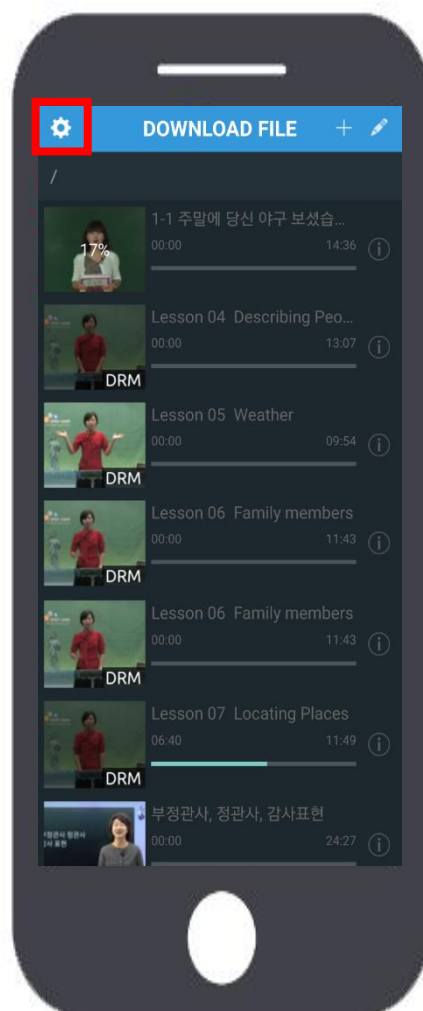 DOWNLOAD FILE
/
1-1 주말에 당신 야구 보셨습...
17%
00:00 14:36
Lesson 04 Describing Peo...
00:00 13:07
DRM
Lesson 05 Weather
00:00 09:54
DRM
Lesson 06 Family members
00:00 11:43
DRM
Lesson 06 Family members
00:00 11:43
DRM
Lesson 07 Locating Places
06:40 11:49
DRM
부정관사, 정관사, 감사표현
00:00 24:27